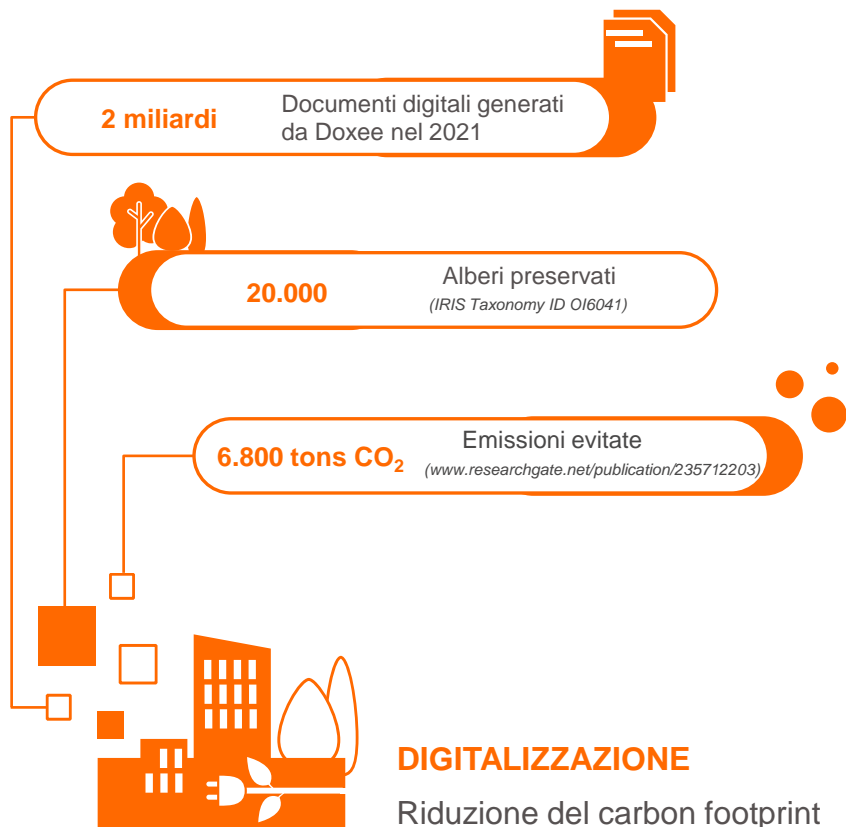 2 miliardi
Documenti digitali generati
da Doxee nel 2021
20.000
Alberi preservati
(IRIS Taxonomy ID OI6041)
6.800 tons CO₂
Emissioni evitate
(www.researchgate.net/publication/235712203)
DIGITALIZZAZIONE
Riduzione del carbon footprint